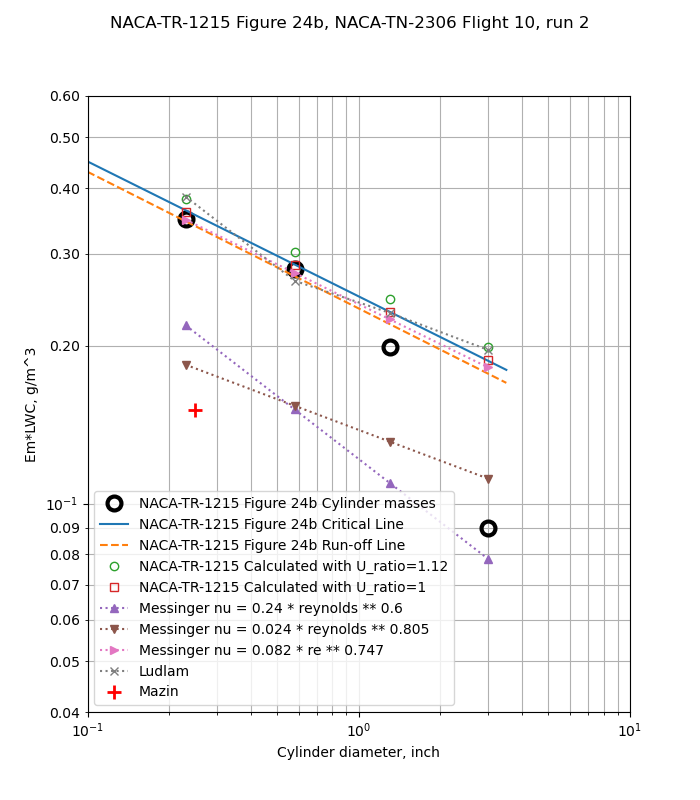 NACA-TR-1215 Figure 24b, NACA-TN-2306 Flight 10, run 2
0.60
0.50
0.40
0.30
0.20
10^-1
0.09
0.08
0.07
0.06
0.05
0.04
Em*LWC, g/m^3
NACA-TR-1215 Figure 24b Cylinder masses
NACA-TR-1215 Figure 24b Critical Line
NACA-TR-1215 Figure 24b Run-off Line
NACA-TR-1215 Calculated with U_ratio=1.12
NACA-TR-1215 Calculated with U_ratio=1
Messinger nu = 0.24 * reynolds ** 0.6
Messinger nu = 0.024 * reynolds ** 0.805
Messinger nu = 0.082 * re ** 0.747
Ludlam
Mazin
10^-1 10^0 10^1
Cylinder diameter, inch